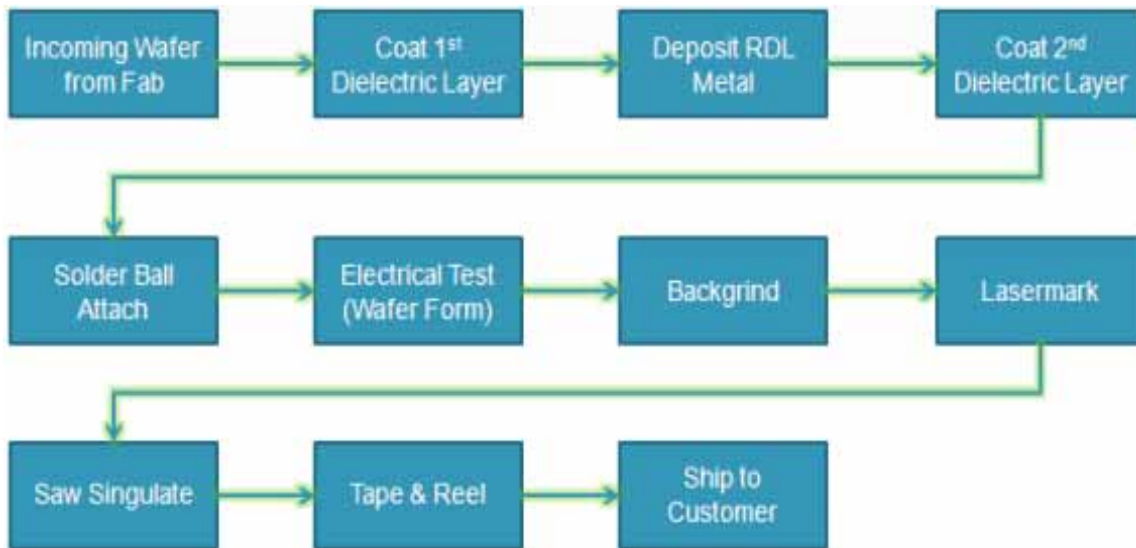 Incoming Wafer
from Fab
Coat 1st
Dielectric Layer
Deposit RDL
Metal
Coat 2nd
Dielectric Layer
Solder Ball
Attach
Electrical Test
(Wafer Form)
Backgrind
Lasermark
Saw Singulate
Tape & Reel
Ship to
Customer